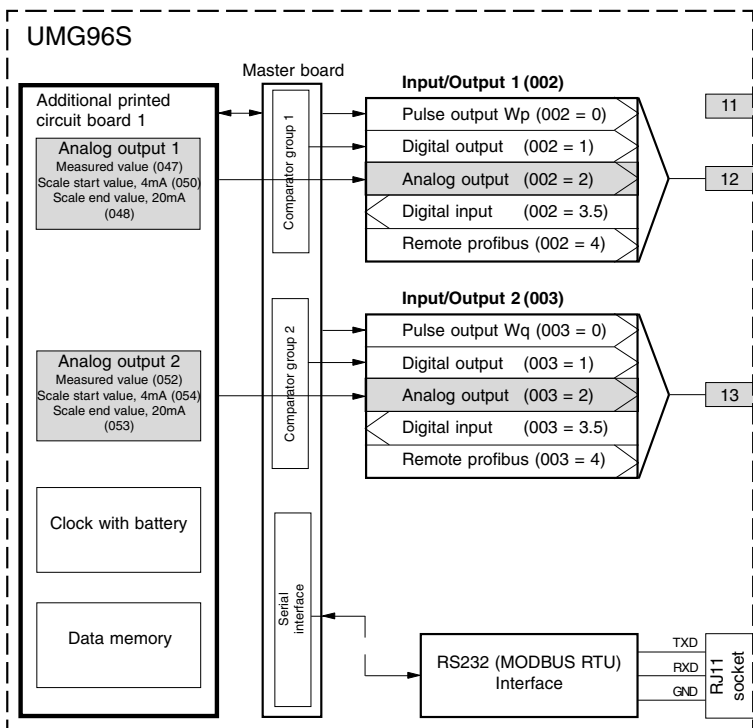 UMG96S
Master board
Additional printed
circuit board 1
Analog output 1
Measured value (047)
Scale start value, 4mA (050)
Scale end value, 20mA
(048)
Analog output 2
Measured value (052)
Scale start value, 4mA (054)
Scale end value, 20mA
(053)
Clock with battery
Data memory
Comparator group 1
Comparator group 2
Serial
interface
Input/Output 1 (002)
Pulse output Wp (002 = 0)
Digital output (002 = 1)
Analog output (002 = 2)
Digital input (002 = 3.5)
Remote profibus (002 = 4)
11
12
Input/Output 2 (003)
Pulse output Wq (003 = 0)
Digital output (003 = 1)
Analog output (003 = 2)
Digital input (003 = 3.5)
Remote profibus (003 = 4)
13
RS232 (MODBUS RTU)
Interface
TXD
RXD
GND
RJ11
socket